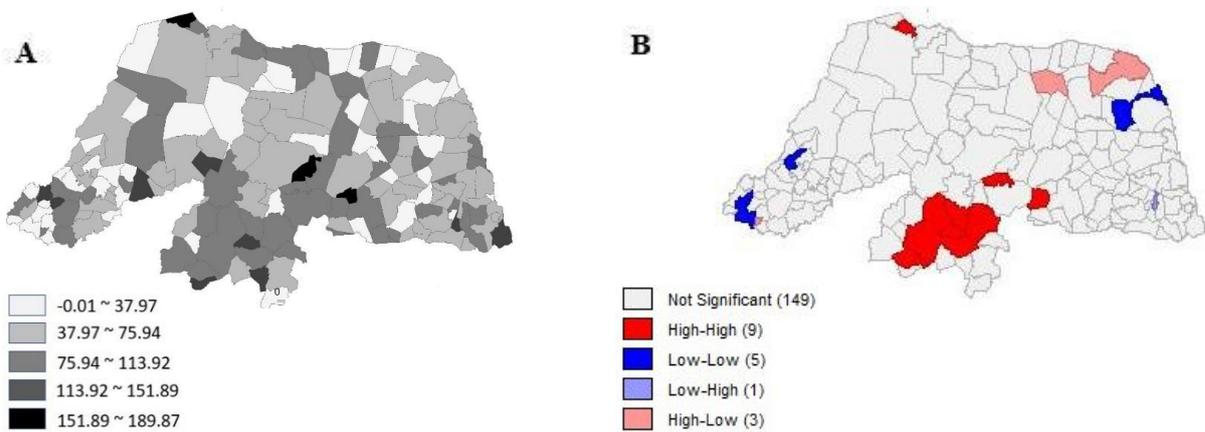 A
B
0
-0.01 ~ 37.97
37.97 ~ 75.94
75.94 ~ 113.92
113.92 ~ 151.89
151.89 ~ 189.87
Not Significant (149)
High-High (9)
Low-Low (5)
Low-High (1)
High-Low (3)